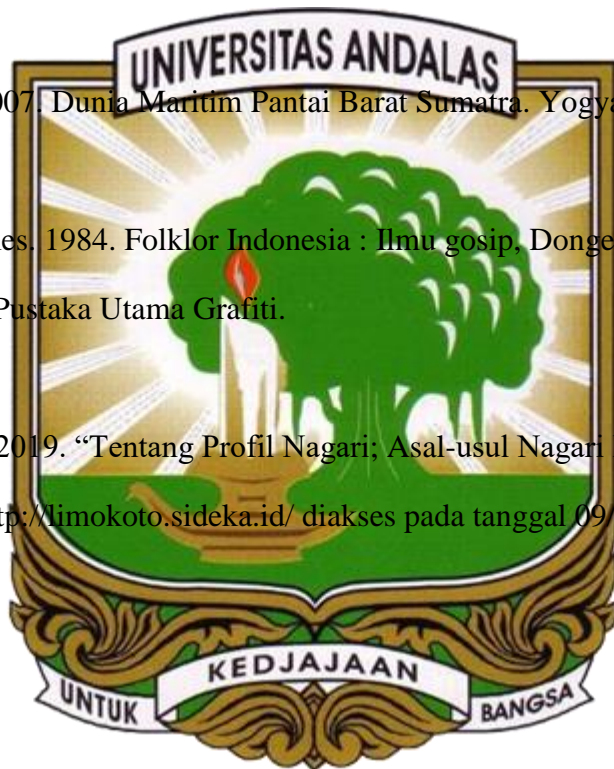 UNIVERSITAS ANDALAS
007. Dunia Maritim Pantai Barat Sumatra. Yogya
es. 1984. Folklor Indonesia : Ilmu gosip, Donge
Pustaka Utama Grafiti.
2019. “Tentang Profil Nagari; Asal-usul Nagari
tp://limokoto.sideka.id/ diakses pada tanggal 09/
UNTUK KEDJAJAAN BANGSA